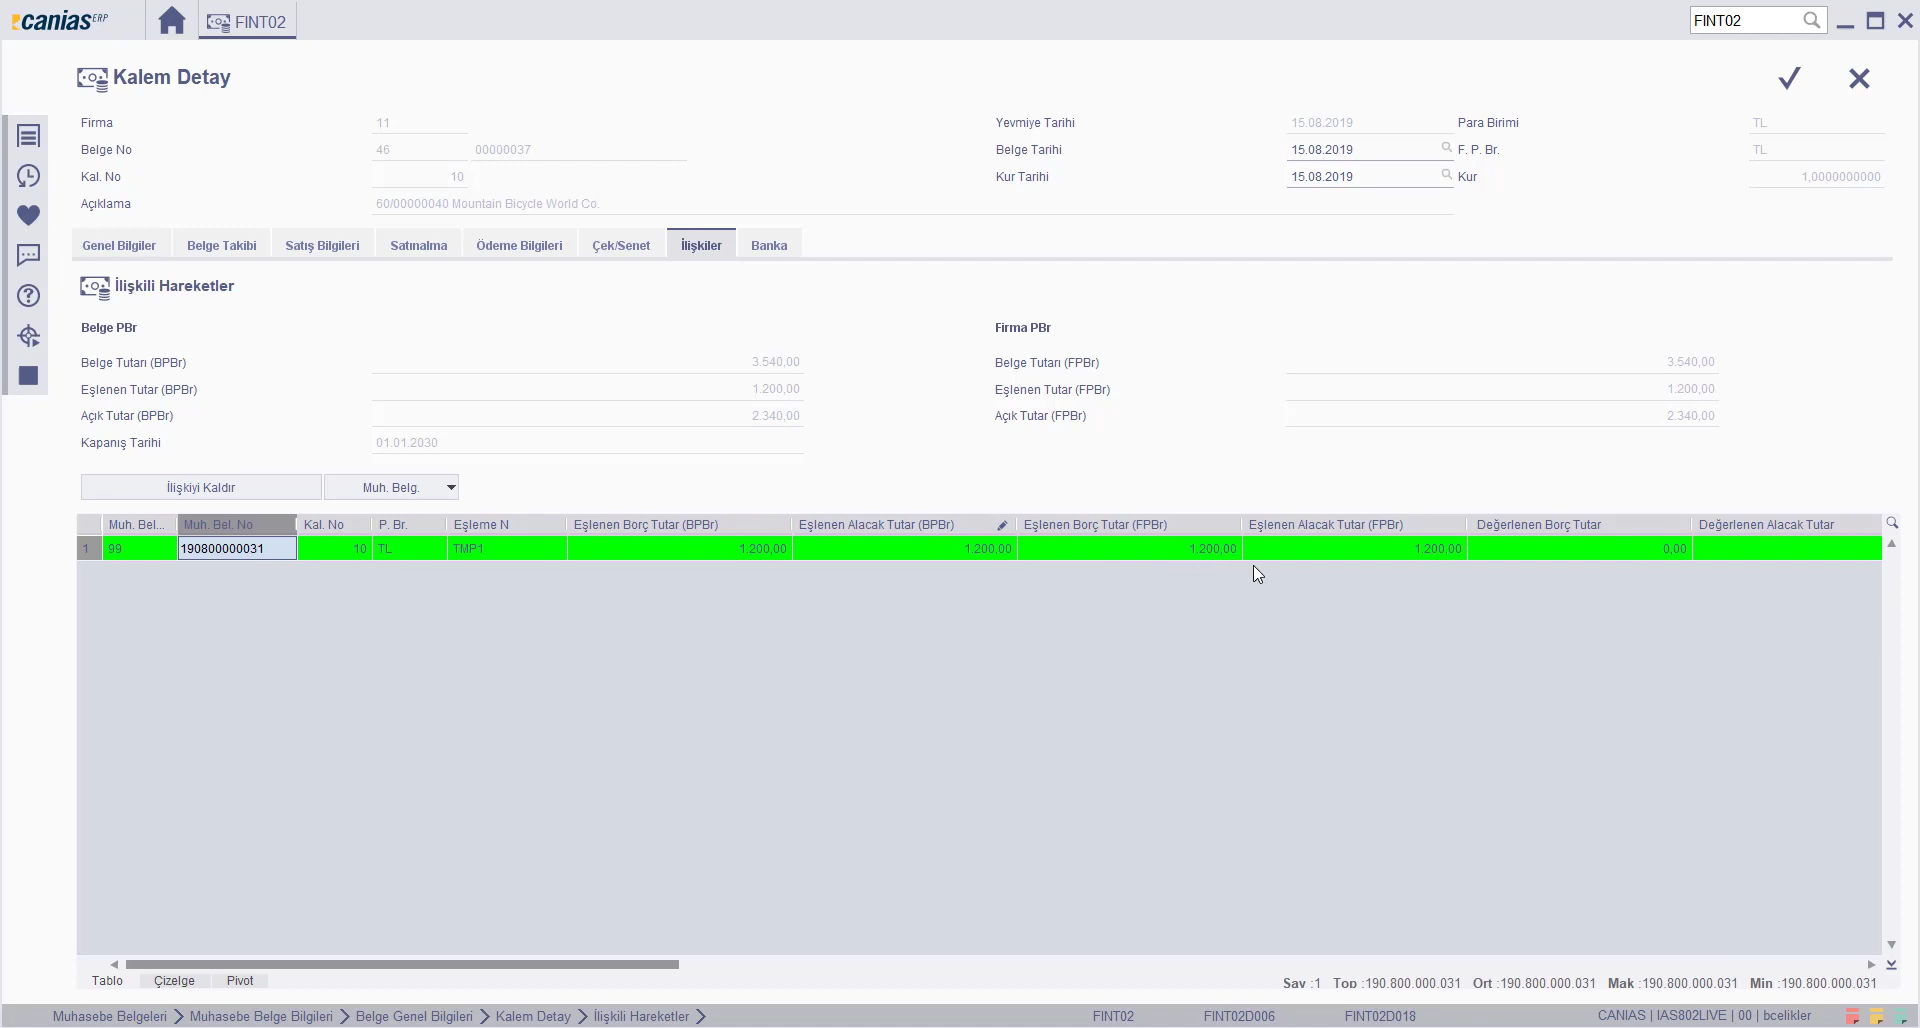 canias ERP FINT02 FINT02
Kalem Detay
Firma 11 Yevmiye Tarihi 15.08.2019 Para Birimi TL
Belge No 46 00000037 Belge Tarihi 15.08.2019 F. P. Br. TL
Kal. No 10 Kur Tarihi 15.08.2019 Kur 1,0000000000
Açıklama 60/00000040 Mountain Bicycle World Co.
Genel Bilgiler Belge Takibi Satış Bilgileri Satınalma Ödeme Bilgileri Çek/Senet İlişkiler Banka
İlişkili Hareketler
Belge PBr Firma PBr
Belge Tutarı (BPBr) 3.540,00 Belge Tutarı (FPBr) 3.540,00
Eşlenen Tutar (BPBr) 1.200,00 Eşlenen Tutar (FPBr) 1.200,00
Açık Tutar (BPBr) 2.340,00 Açık Tutar (FPBr) 2.340,00
Kapanış Tarihi 01.01.2030
İlişkiyi Kaldır Muh. Belg.
Muh. Bel... Muh. Bel. No Kal. No P. Br. Eşleme N Eşlenen Borç Tutar (BPBr) Eşlenen Alacak Tutar (BPBr) Eşlenen Borç Tutar (FPBr) Eşlenen Alacak Tutar (FPBr) Değerlenen Borç Tutar Değerlenen Alacak Tutar
1 99 190800000031 10 TL TMP1 1.200,00 1.200,00 1.200,00 1.200,00 0,00
Tablo Çizelge Pivot Say :1 Top :190.800.000.031 Ort :190.800.000.031 Mak :190.800.000.031 Min :190.800.000.031
Muhasebe Belgeleri Muhasebe Belge Bilgileri Belge Genel Bilgileri Kalem Detay İlişkili Hareketler FINT02 FINT02D006 FINT02D018 CANIAS | IAS802LIVE | 00 | bcelikler